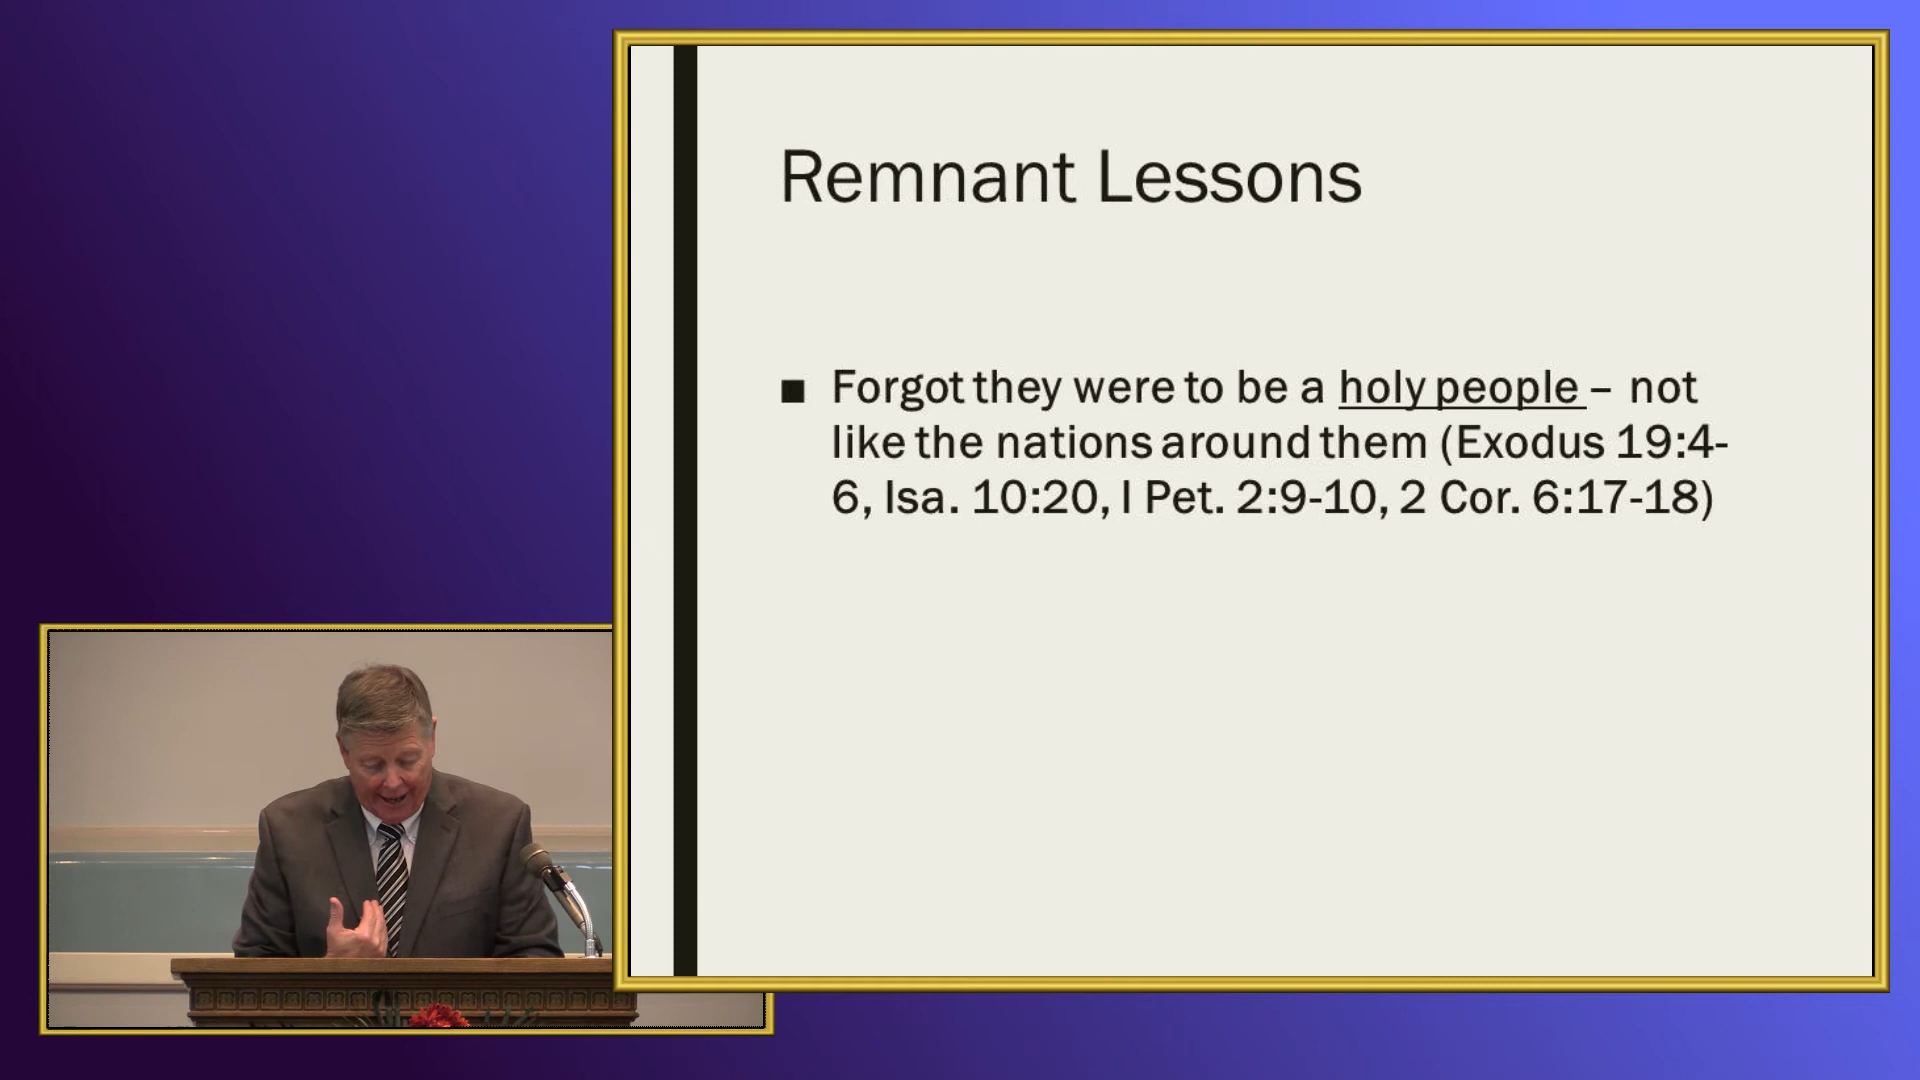 Remnant Lessons
■ Forgot they were to be a holy people – not
like the nations around them (Exodus 19:4-
6, Isa. 10:20, I Pet. 2:9-10, 2 Cor. 6:17-18)